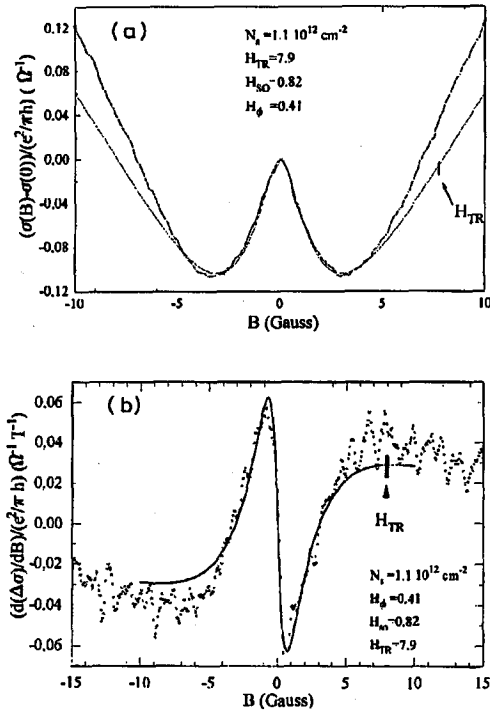 (a)
N_s=1.1 10^12 cm^-2
H_TR=7.9
H_SO=0.82
H_ϕ=0.41
(σ(B)-σ(0))/(e²/πh) (Ω^-1)
0.12
0.08
0.04
0.00
-0.04
-0.08
-0.12
H_TR
-10 -5 0 5 10
B (Gauss)
(b)
(d(Δσ)/dB)/(e²/π h) (Ω^-1 T^-1)
0.06
0.04
0.02
0.00
-0.02
-0.04
-0.06
H_TR
N_s=1.1 10^12 cm^-2
H_ϕ=0.41
H_so=0.82
H_TR=7.9
-15 -10 -5 0 5 10 15
B (Gauss)